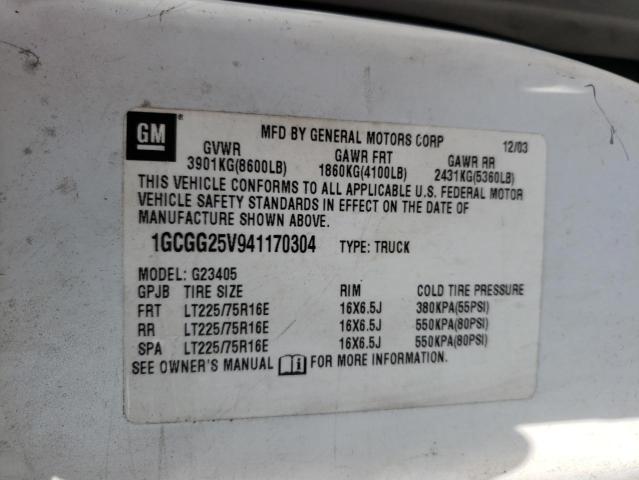 GM
MFD BY GENERAL MOTORS CORP 12/03
GVWR GAWR FRT GAWR RR
3901KG(8600LB) 1860KG(4100LB) 2431KG(5360LB)
THIS VEHICLE CONFORMS TO ALL APPLICABLE U.S. FEDERAL MOTOR
VEHICLE SAFETY STANDARDS IN EFFECT ON THE DATE OF
MANUFACTURE SHOWN ABOVE.
1GCGG25V941170304 TYPE: TRUCK
MODEL: G23405
GPJB TIRE SIZE RIM COLD TIRE PRESSURE
FRT LT225/75R16E 16X6.5J 380KPA(55PSI)
RR LT225/75R16E 16X6.5J 550KPA(80PSI)
SPA LT225/75R16E 16X6.5J 550KPA(80PSI)
SEE OWNER'S MANUAL i FOR MORE INFORMATION.